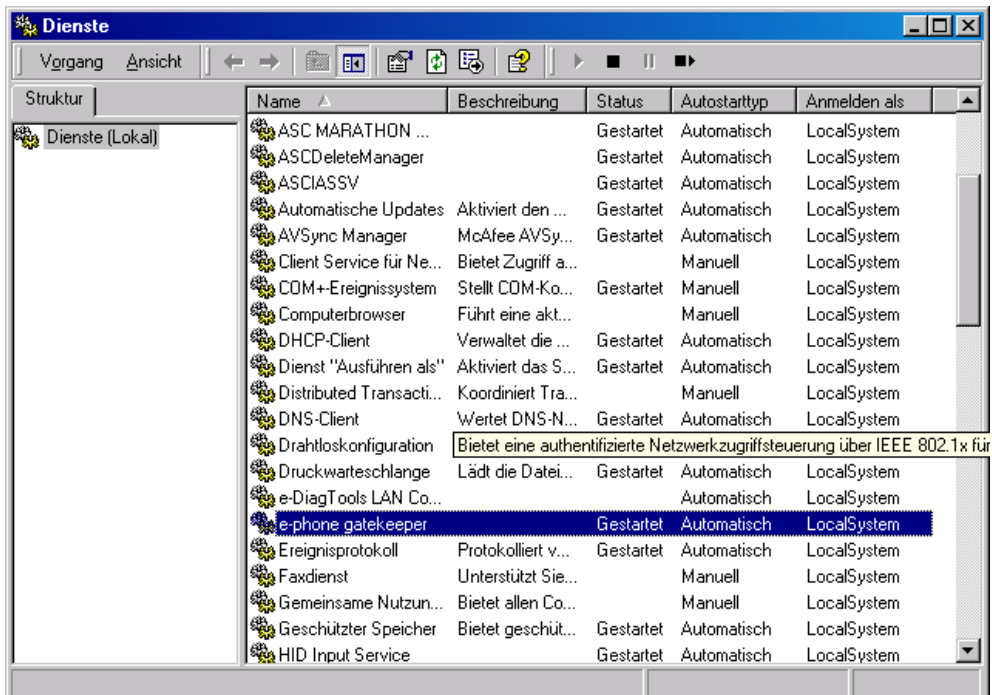 Dienste
Vorgang Ansicht
Struktur
Dienste (Lokal)
Name Beschreibung Status Autostarttyp Anmelden als
ASC MARATHON ... Gestartet Automatisch LocalSystem
ASCDeleteManager Gestartet Automatisch LocalSystem
ASCIASSV Gestartet Automatisch LocalSystem
Automatische Updates Aktiviert den ... Gestartet Automatisch LocalSystem
AVSync Manager McAfee AVSy... Gestartet Automatisch LocalSystem
Client Service für Ne... Bietet Zugriff a... Manuell LocalSystem
COM+-Ereignissystem Stellt COM-Ko... Gestartet Manuell LocalSystem
Computerbrowser Führt eine akt... Manuell LocalSystem
DHCP-Client Verwaltet die ... Gestartet Automatisch LocalSystem
Dienst "Ausführen als" Aktiviert das S... Gestartet Automatisch LocalSystem
Distributed Transacti... Koordiniert Tra... Manuell LocalSystem
DNS-Client Wertet DNS-N... Gestartet Automatisch LocalSystem
Drahtloskonfiguration Bietet eine authentifizierte Netzwerkzugriffsteuerung über IEEE 802.1x für
Druckwarteschlange Lädt die Datei... Gestartet Automatisch LocalSystem
e-DiagTools LAN Co... Automatisch LocalSystem
e-phone gatekeeper Gestartet Automatisch LocalSystem
Ereignisprotokoll Protokolliert v... Gestartet Automatisch LocalSystem
Faxdienst Unterstützt Sie... Manuell LocalSystem
Gemeinsame Nutzun... Bietet allen Co... Manuell LocalSystem
Geschützter Speicher Bietet geschüt... Gestartet Automatisch LocalSystem
HID Input Service Gestartet Automatisch LocalSystem